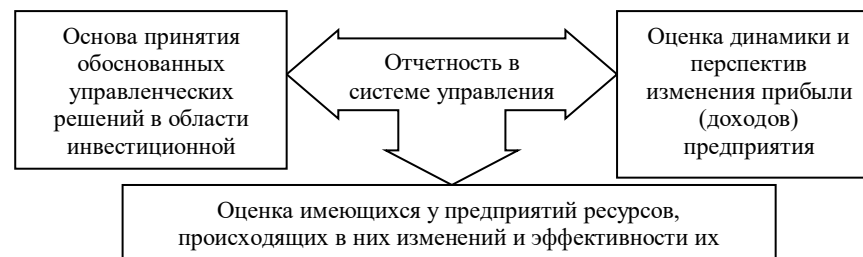 Основа принятия
обоснованных
управленческих
решений в области
инвестиционной
Отчетность в
системе управления
Оценка динамики и
перспектив
изменения прибыли
(доходов)
предприятия
Оценка имеющихся у предприятий ресурсов,
происходящих в них изменений и эффективности их